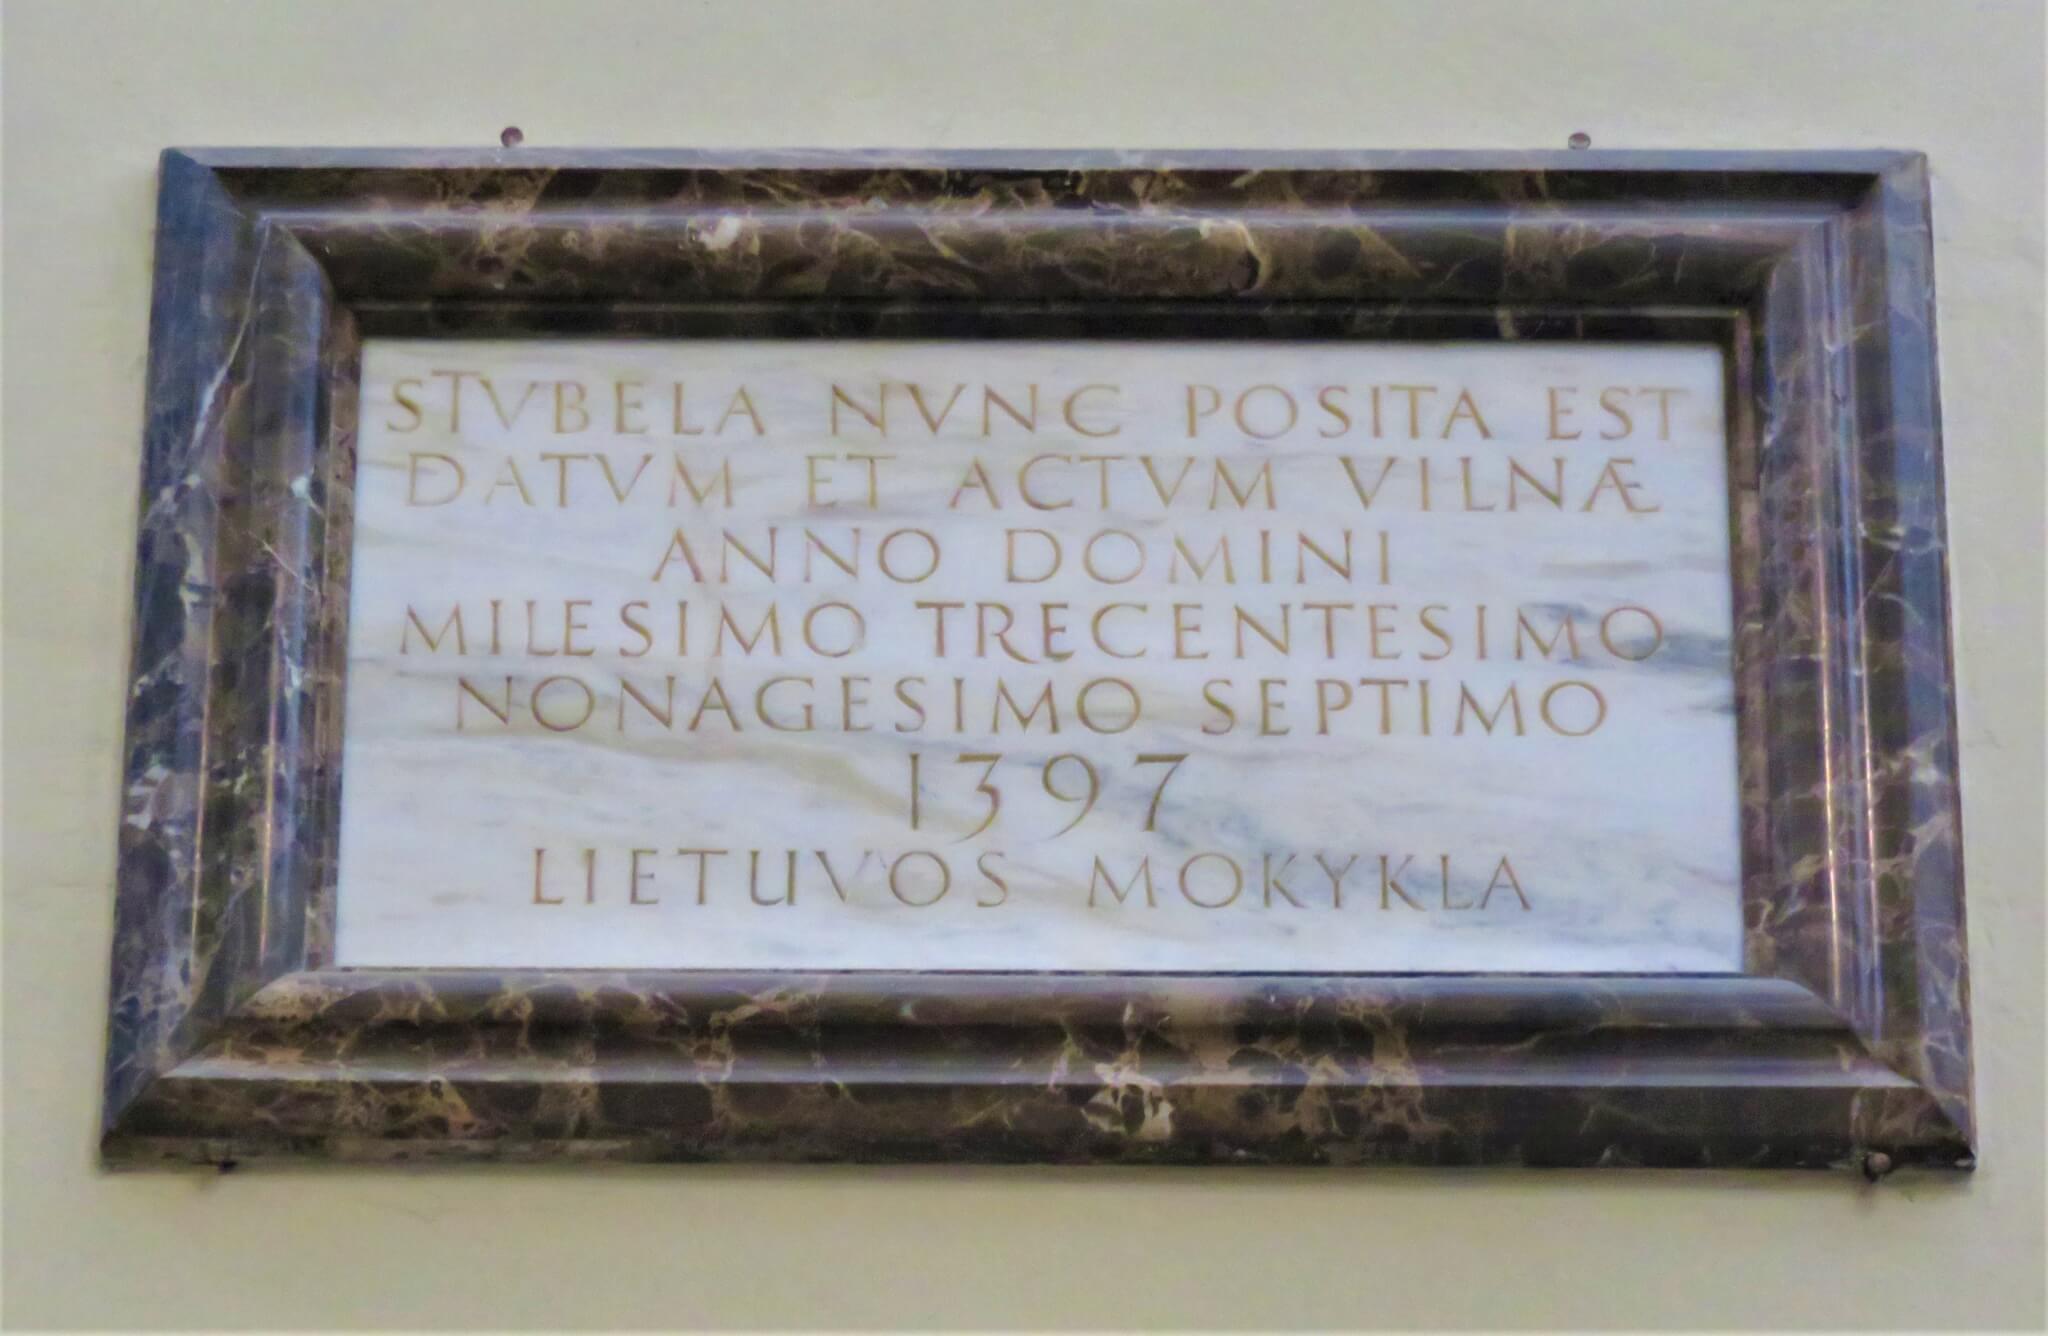 STVBELA NVNC POSITA EST
DATVM ET ACTVM VILNÆ
ANNO DOMINI
MILESIMO TRECENTESIMO
NONAGESIMO SEPTIMO
1397
LIETUVOS MOKYKLA